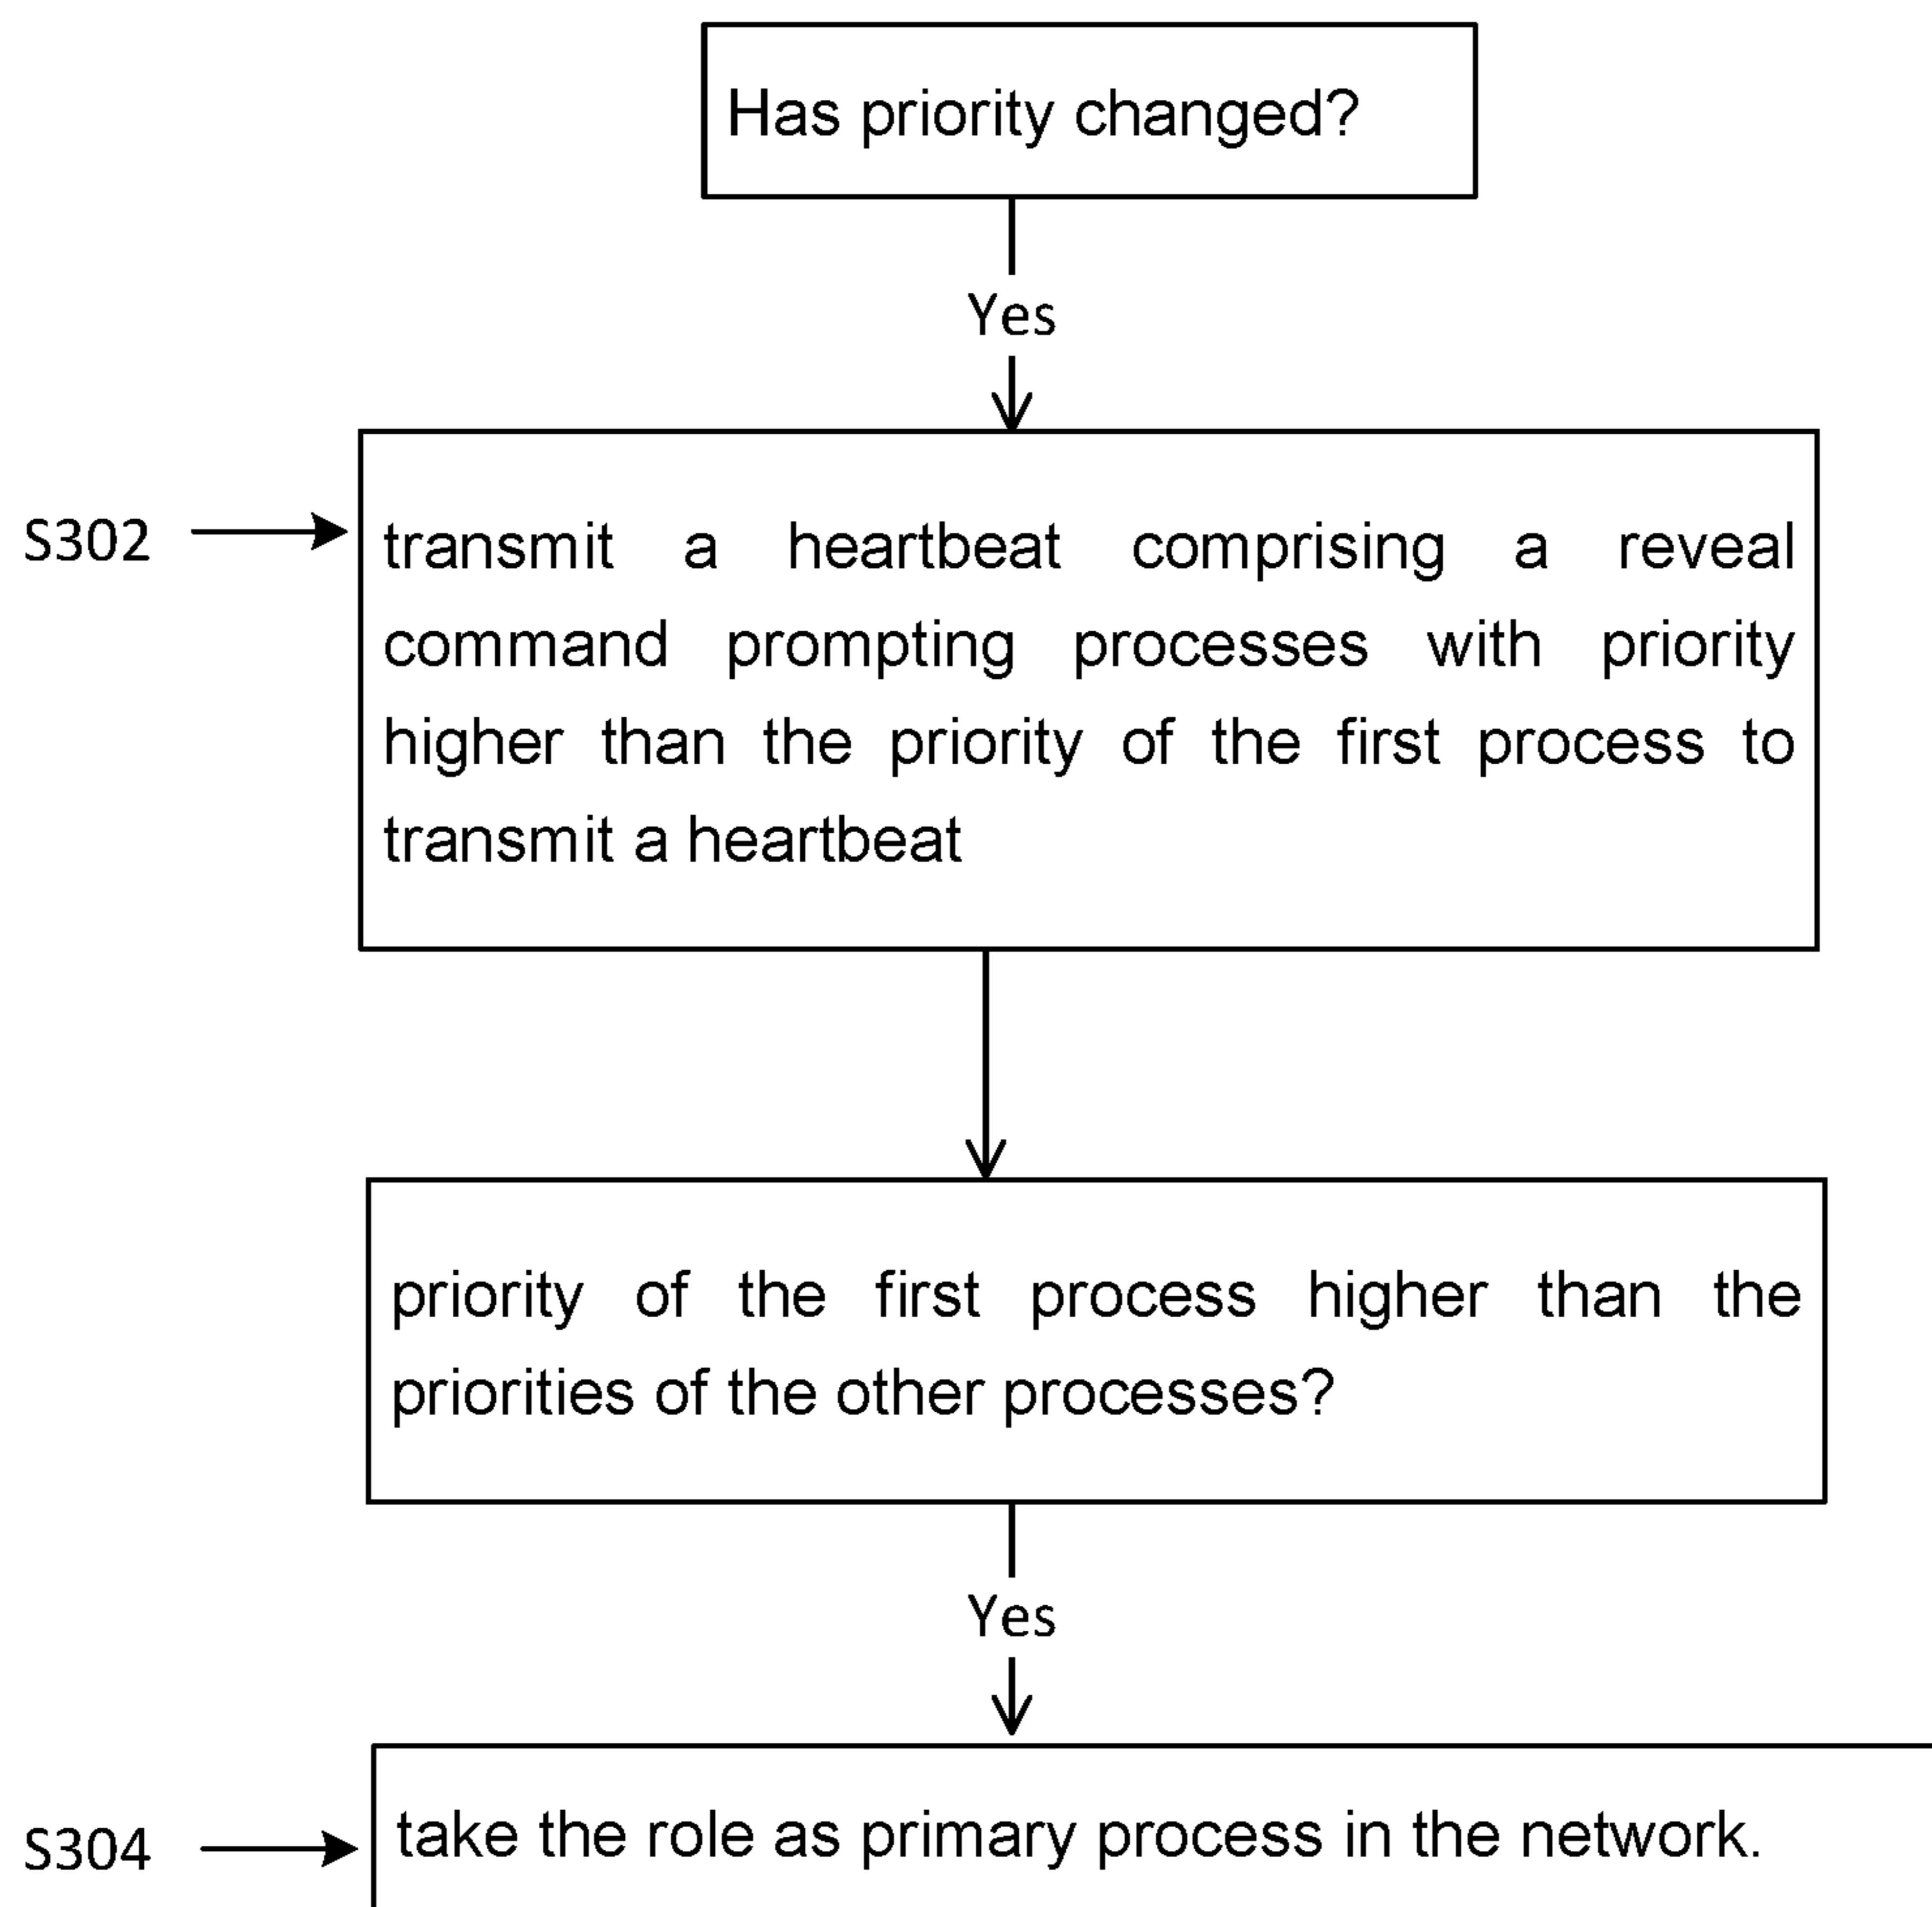 Has priority changed?
Yes
S302
transmit a heartbeat comprising a reveal
command prompting processes with priority
higher than the priority of the first process to
transmit a heartbeat
priority of the first process higher than the
priorities of the other processes?
Yes
S304
take the role as primary process in the network.